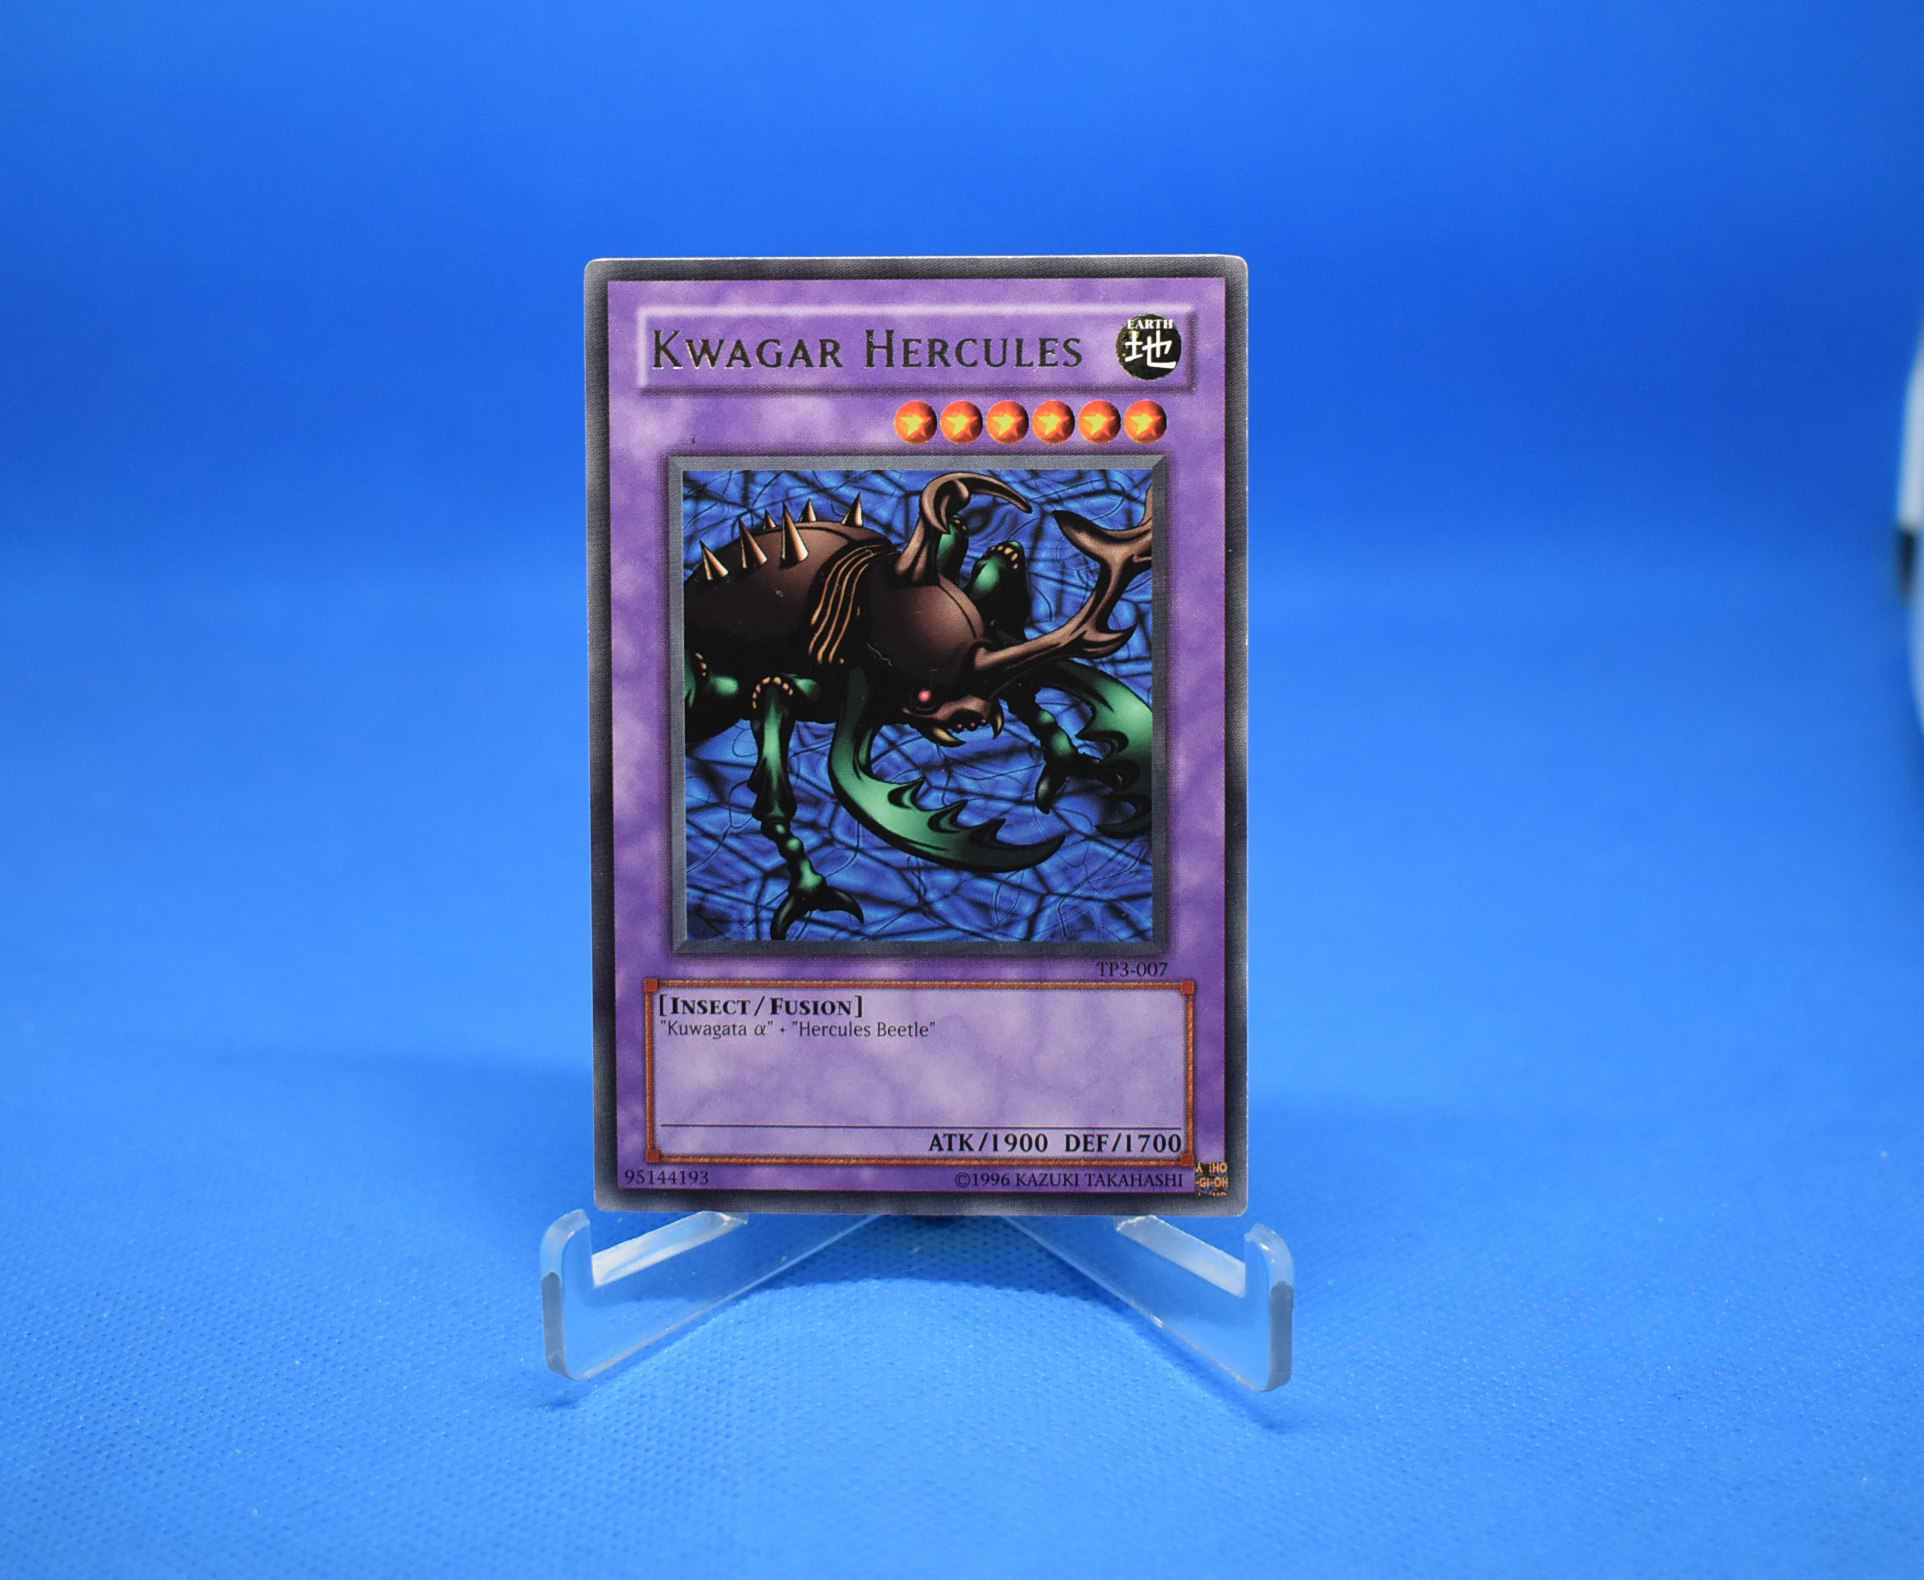 KWAGAR HERCULES
EARTH
地
TP3-007
[INSECT/FUSION]
"Kuwagata α" + "Hercules Beetle"
ATK/1900 DEF/1700
95144193
©1996 KAZUKI TAKAHASHI